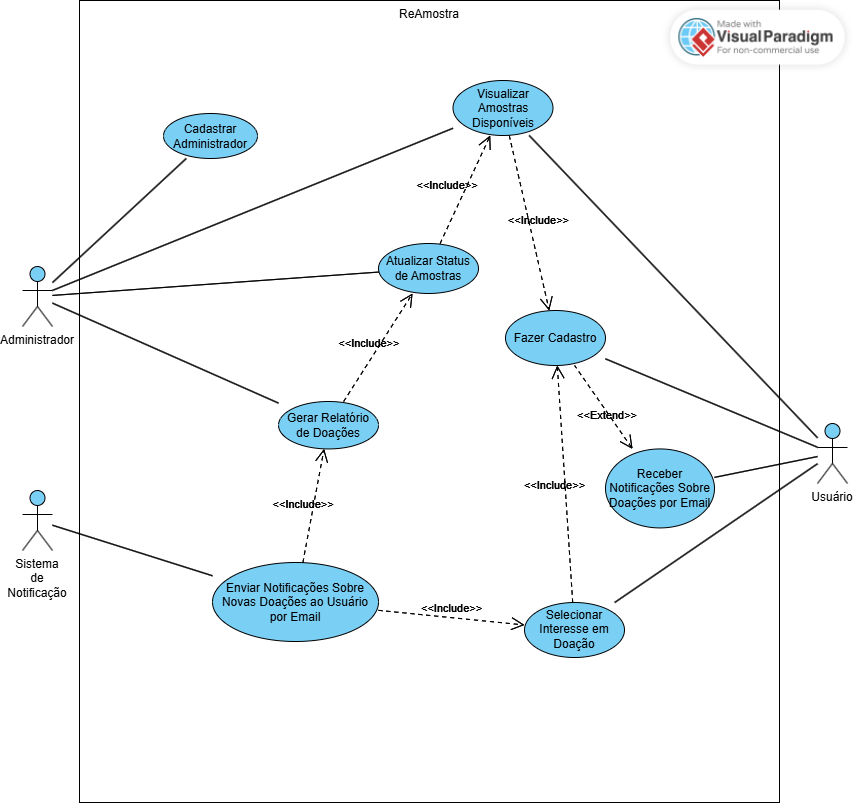 ReAmostra
Made with
VisualParadigm
For non-commercial use
Visualizar
Amostras
Disponíveis
Cadastrar
Administrador
<<Include>>
<<Include>>
Atualizar Status
de Amostras
Administrador
<<Include>>
Fazer Cadastro
Gerar Relatório
de Doações
<<Extend>>
Receber
Notificações Sobre
Doações por Email
Usuário
<<Include>>
<<Include>>
Sistema
de
Notificação
Enviar Notificações Sobre
Novas Doações ao Usuário
por Email
<<Include>>
Selecionar
Interesse em
Doação